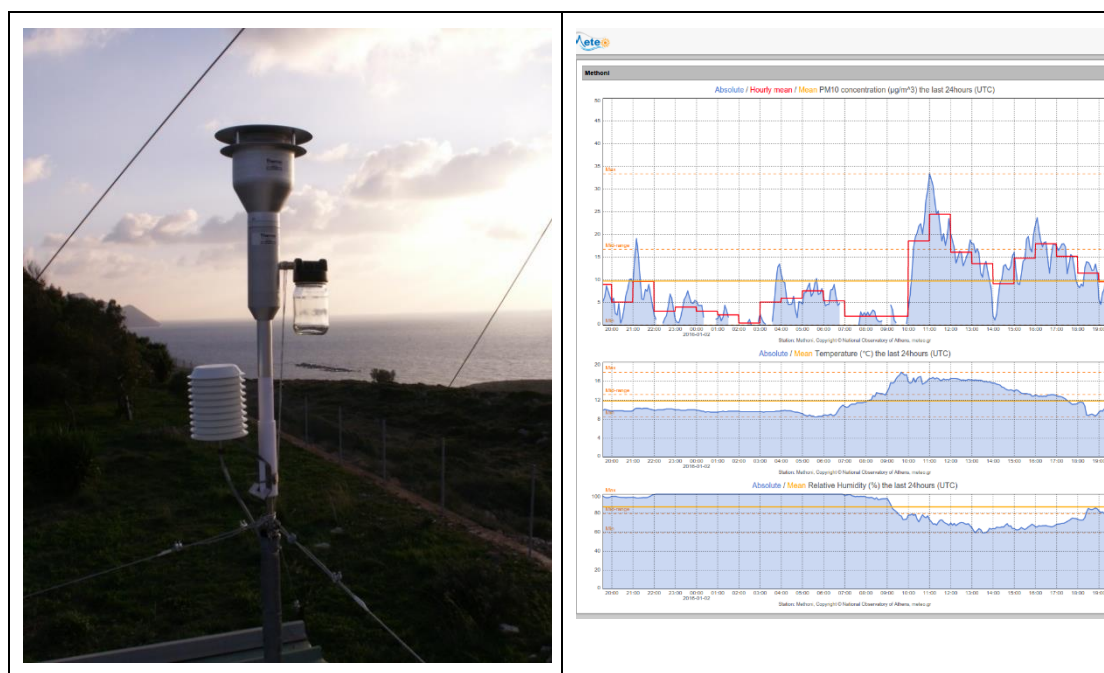 Meteo
Methoni
Absolute / Hourly mean / Mean PM10 concentration (μg/m^3) the last 24hours (UTC)
50
45
40
35
Max
30
25
20
Mid-range
15
10
5
Min
0
20:00 21:00 22:00 23:00 00:00 01:00 02:00 03:00 04:00 05:00 06:00 07:00 08:00 09:00 10:00 11:00 12:00 13:00 14:00 15:00 16:00 17:00 18:00 19:00
2016-01-02
Station: Methoni, Copyright © National Observatory of Athens, meteo.gr
Absolute / Mean Temperature (°C) the last 24hours (UTC)
20
Max
16
Mid-range
12
Min
8
4
0
20:00 21:00 22:00 23:00 00:00 01:00 02:00 03:00 04:00 05:00 06:00 07:00 08:00 09:00 10:00 11:00 12:00 13:00 14:00 15:00 16:00 17:00 18:00 19:00
2016-01-02
Station: Methoni, Copyright © National Observatory of Athens, meteo.gr
Absolute / Mean Relative Humidity (%) the last 24hours (UTC)
Max
100
Mid-range
80
Min
60
40
20
0
20:00 21:00 22:00 23:00 00:00 01:00 02:00 03:00 04:00 05:00 06:00 07:00 08:00 09:00 10:00 11:00 12:00 13:00 14:00 15:00 16:00 17:00 18:00 19:00
2016-01-02
Station: Methoni, Copyright © National Observatory of Athens, meteo.gr